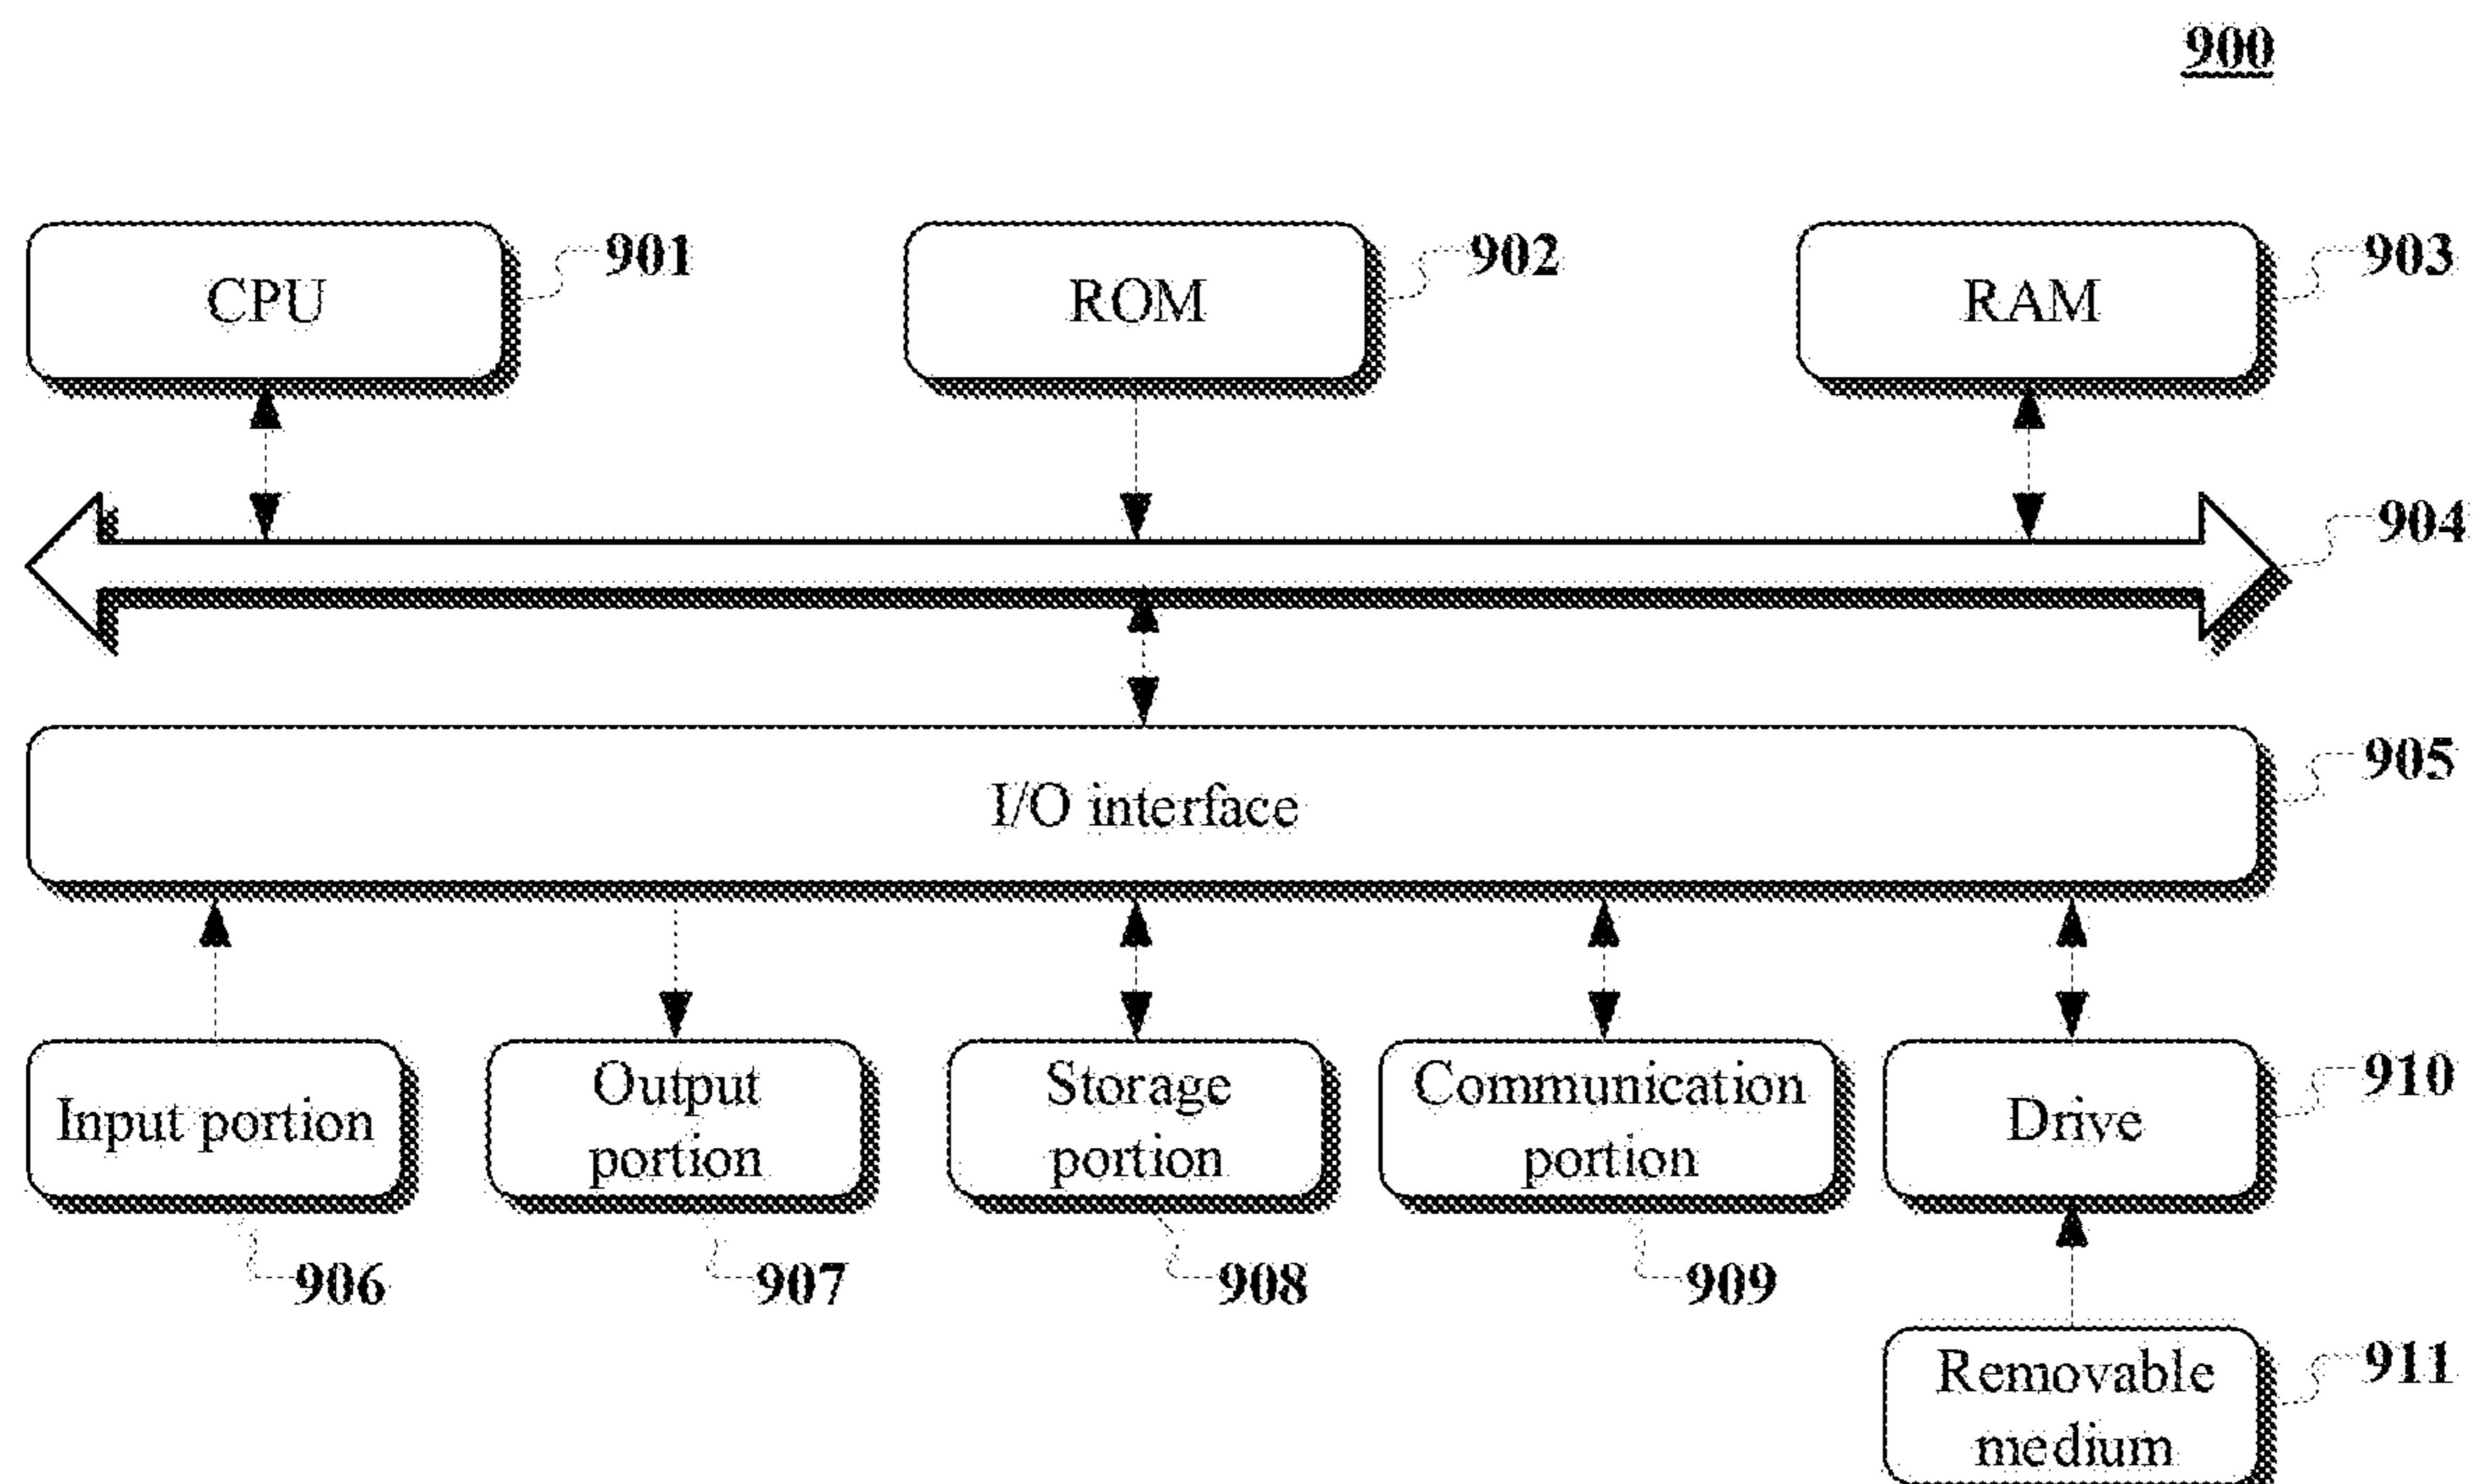 900
CPU
901
ROM
902
RAM
903
904
I/O interface
905
Input portion
Output
portion
Storage
portion
Communication
portion
Drive
910
906
907
908
909
Removable
medium
911